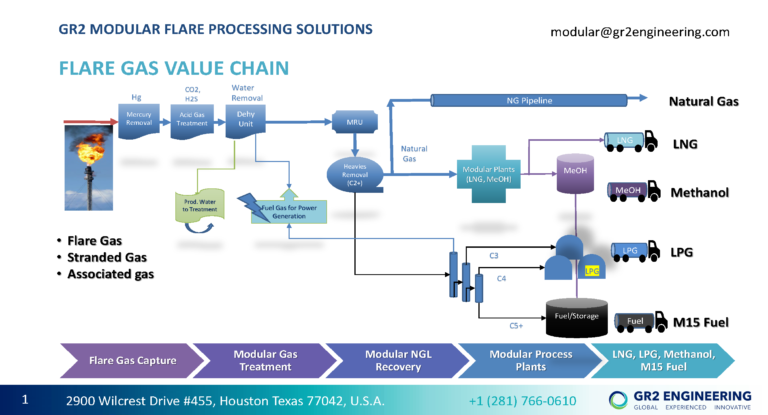 GR2 MODULAR FLARE PROCESSING SOLUTIONS
modular@gr2engineering.com
FLARE GAS VALUE CHAIN
Hg
CO2,
H2S
Water
Removal
Mercury
Removal
Acid Gas
Treatment
Dehy
Unit
MRU
NG Pipeline
Natural Gas
Natural
Gas
Heavies
Removal
(C2+)
Modular Plants
(LNG, MeOH)
MeOH
LNG
LNG
MeOH
Methanol
Prod. Water
to Treatment
Fuel Gas for Power
Generation
• Flare Gas
• Stranded Gas
• Associated gas
C3
C4
C5+
LPG
LPG
LPG
Fuel/Storage
Fuel
M15 Fuel
Flare Gas Capture
Modular Gas
Treatment
Modular NGL
Recovery
Modular Process
Plants
LNG, LPG, Methanol,
M15 Fuel
1
2900 Wilcrest Drive #455, Houston Texas 77042, U.S.A.
+1 (281) 766-0610
GR2 ENGINEERING
GLOBAL EXPERIENCED INNOVATIVE